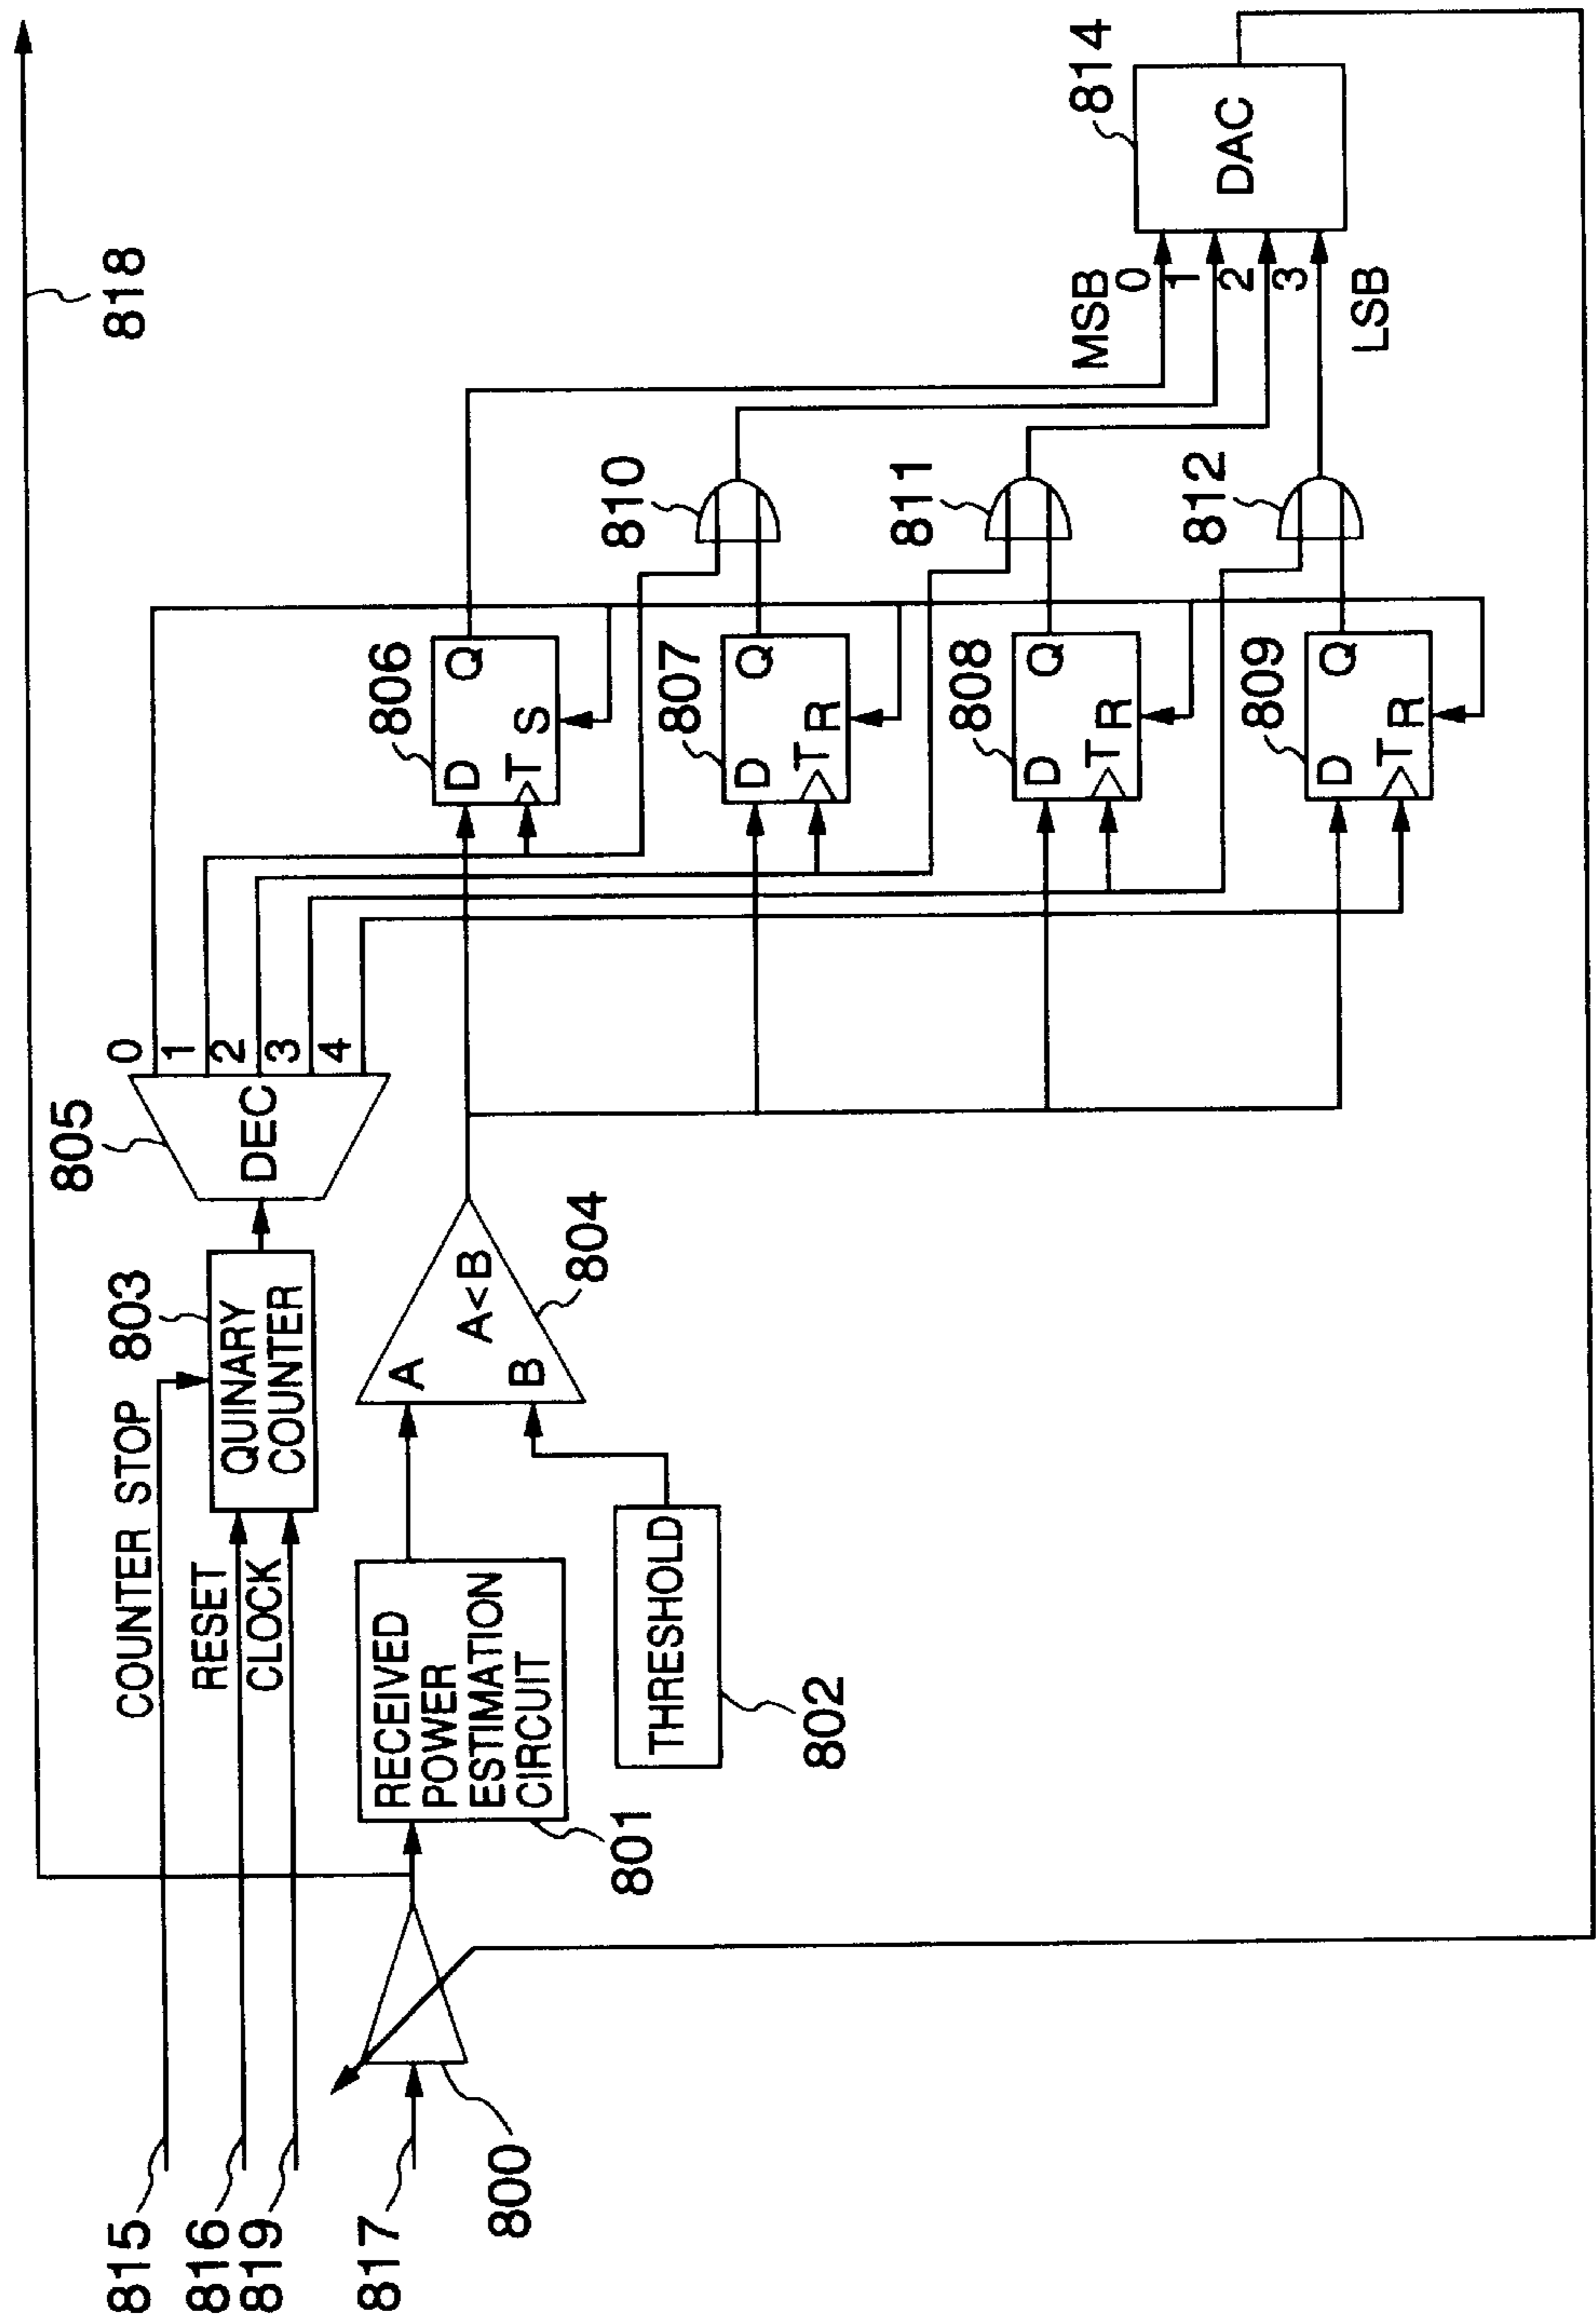 818
805
DEC
0
1
2
3
4
815
816
819
COUNTER STOP
803
RESET
CLOCK
QUINARY
COUNTER
817
800
RECEIVED
POWER
ESTIMATION
CIRCUIT
801
THRESHOLD
802
A
B
A<B
804
806
D
Q
T
S
807
D
Q
T
R
808
D
Q
T
R
809
D
Q
T
R
810
811
812
MSB
0
1
2
3
LSB
DAC
814